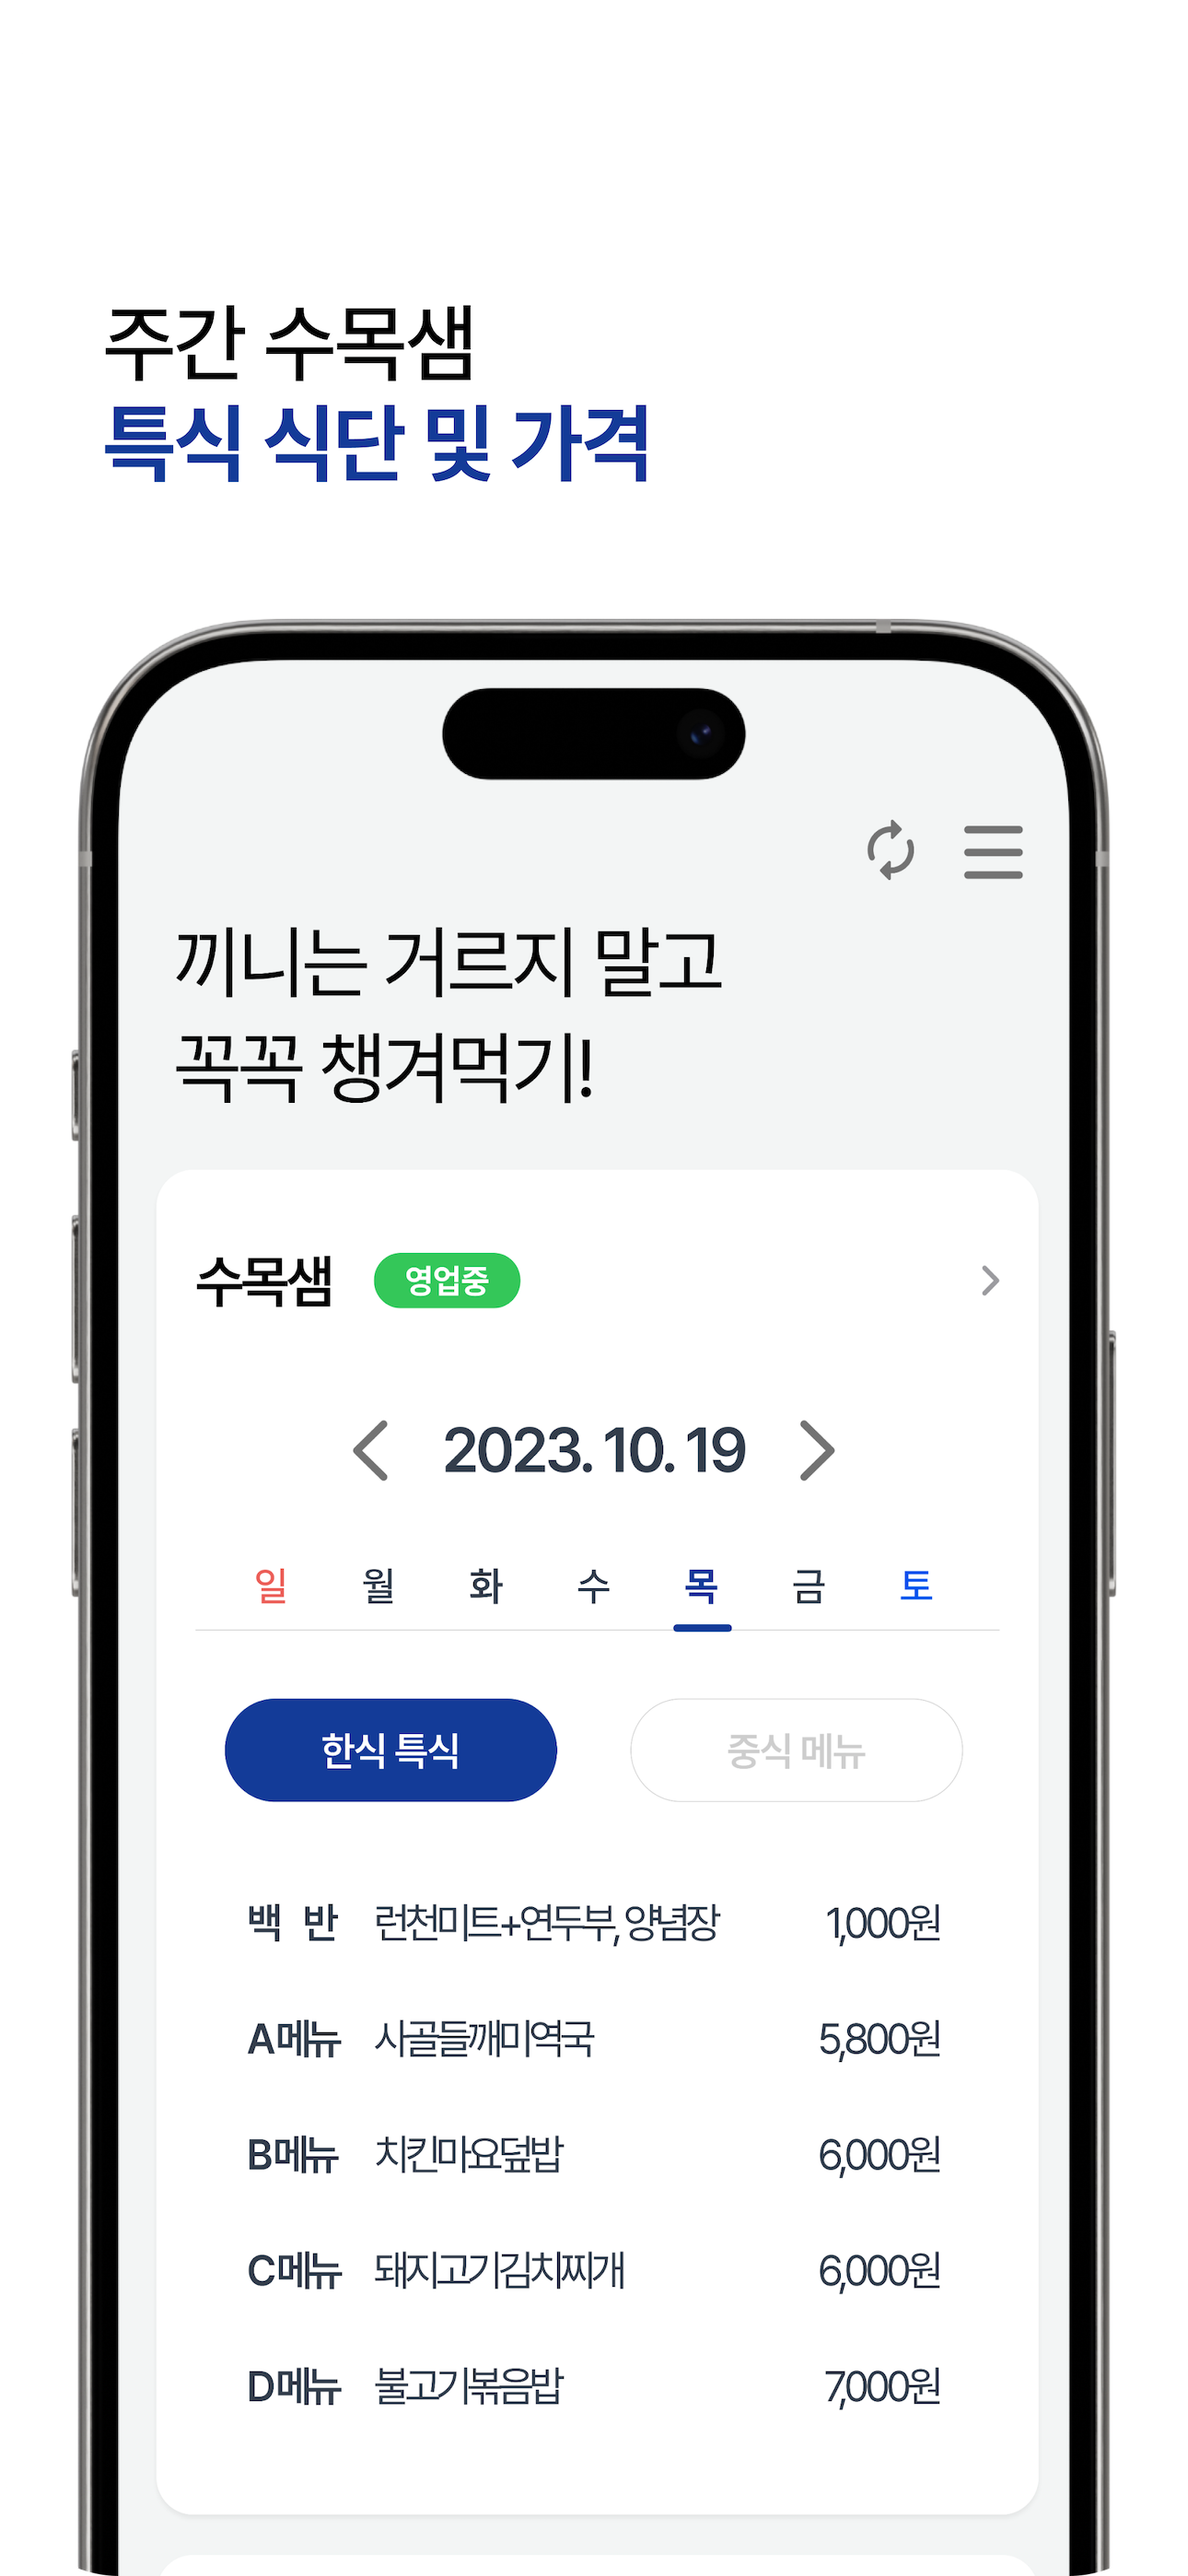 주간 수목샘
특식 식단 및 가격
끼니는 거르지 말고
꼭꼭 챙겨먹기!
수목샘 영업중
2023. 10. 19
일 월 화 수 목 금 토
한식 특식 중식 메뉴
백 반 런천미트+연두부, 양념장 1,000원
A메뉴 사골들깨미역국 5,800원
B메뉴 치킨마요덮밥 6,000원
C메뉴 돼지고기김치찌개 6,000원
D메뉴 불고기볶음밥 7,000원